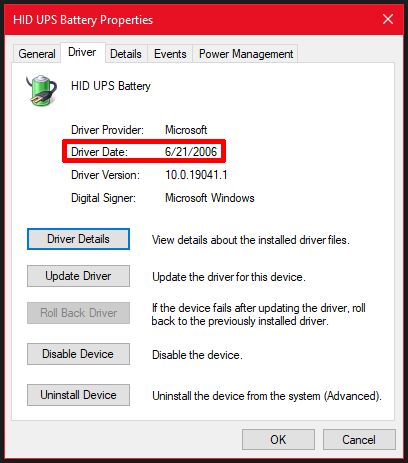 HID UPS Battery Properties
General Driver Details Events Power Management
HID UPS Battery
Driver Provider: Microsoft
Driver Date: 6/21/2006
Driver Version: 10.0.19041.1
Digital Signer: Microsoft Windows
Driver Details View details about the installed driver files.
Update Driver Update the driver for this device.
Roll Back Driver If the device fails after updating the driver, roll
back to the previously installed driver.
Disable Device Disable the device.
Uninstall Device Uninstall the device from the system (Advanced).
OK Cancel